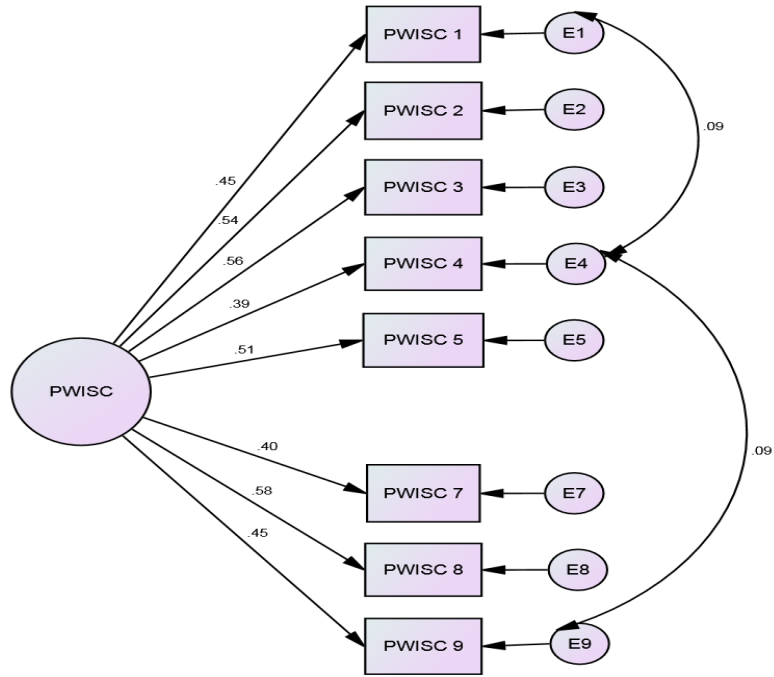 PWISC 1
E1
PWISC 2
E2
.09
PWISC 3
E3
.45
.54
.56
PWISC 4
E4
.39
PWISC 5
E5
.51
PWISC
.40
.09
.58
PWISC 7
E7
.45
PWISC 8
E8
PWISC 9
E9